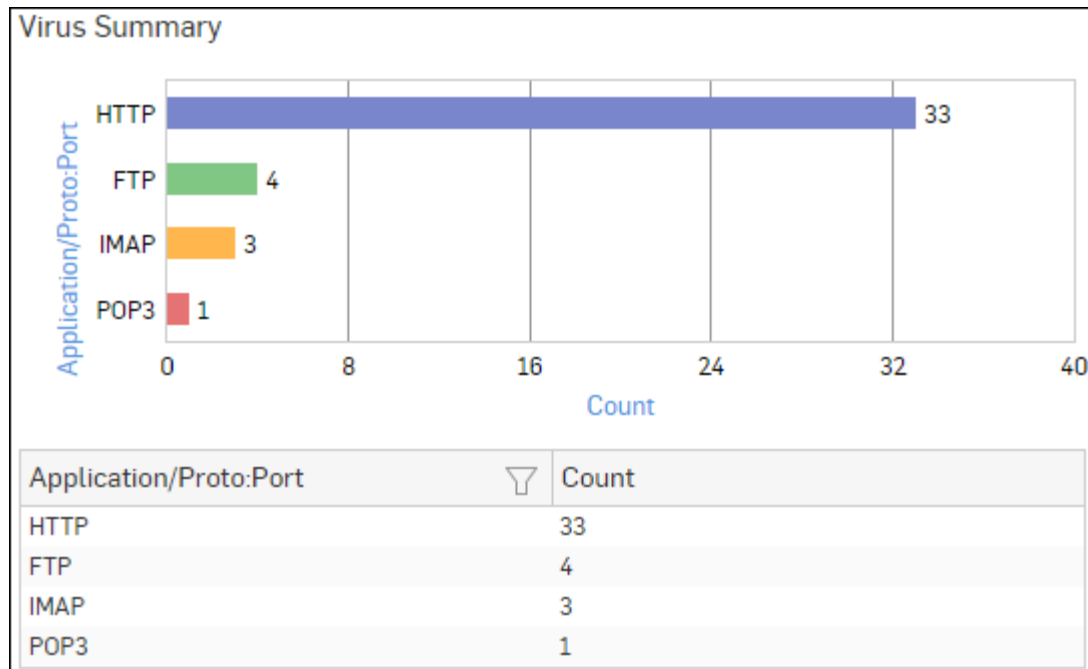 Virus Summary
Application/Proto:Port
HTTP 33
FTP 4
IMAP 3
POP3 1
0 8 16 24 32 40
Count
Application/Proto:Port Count
HTTP 33
FTP 4
IMAP 3
POP3 1